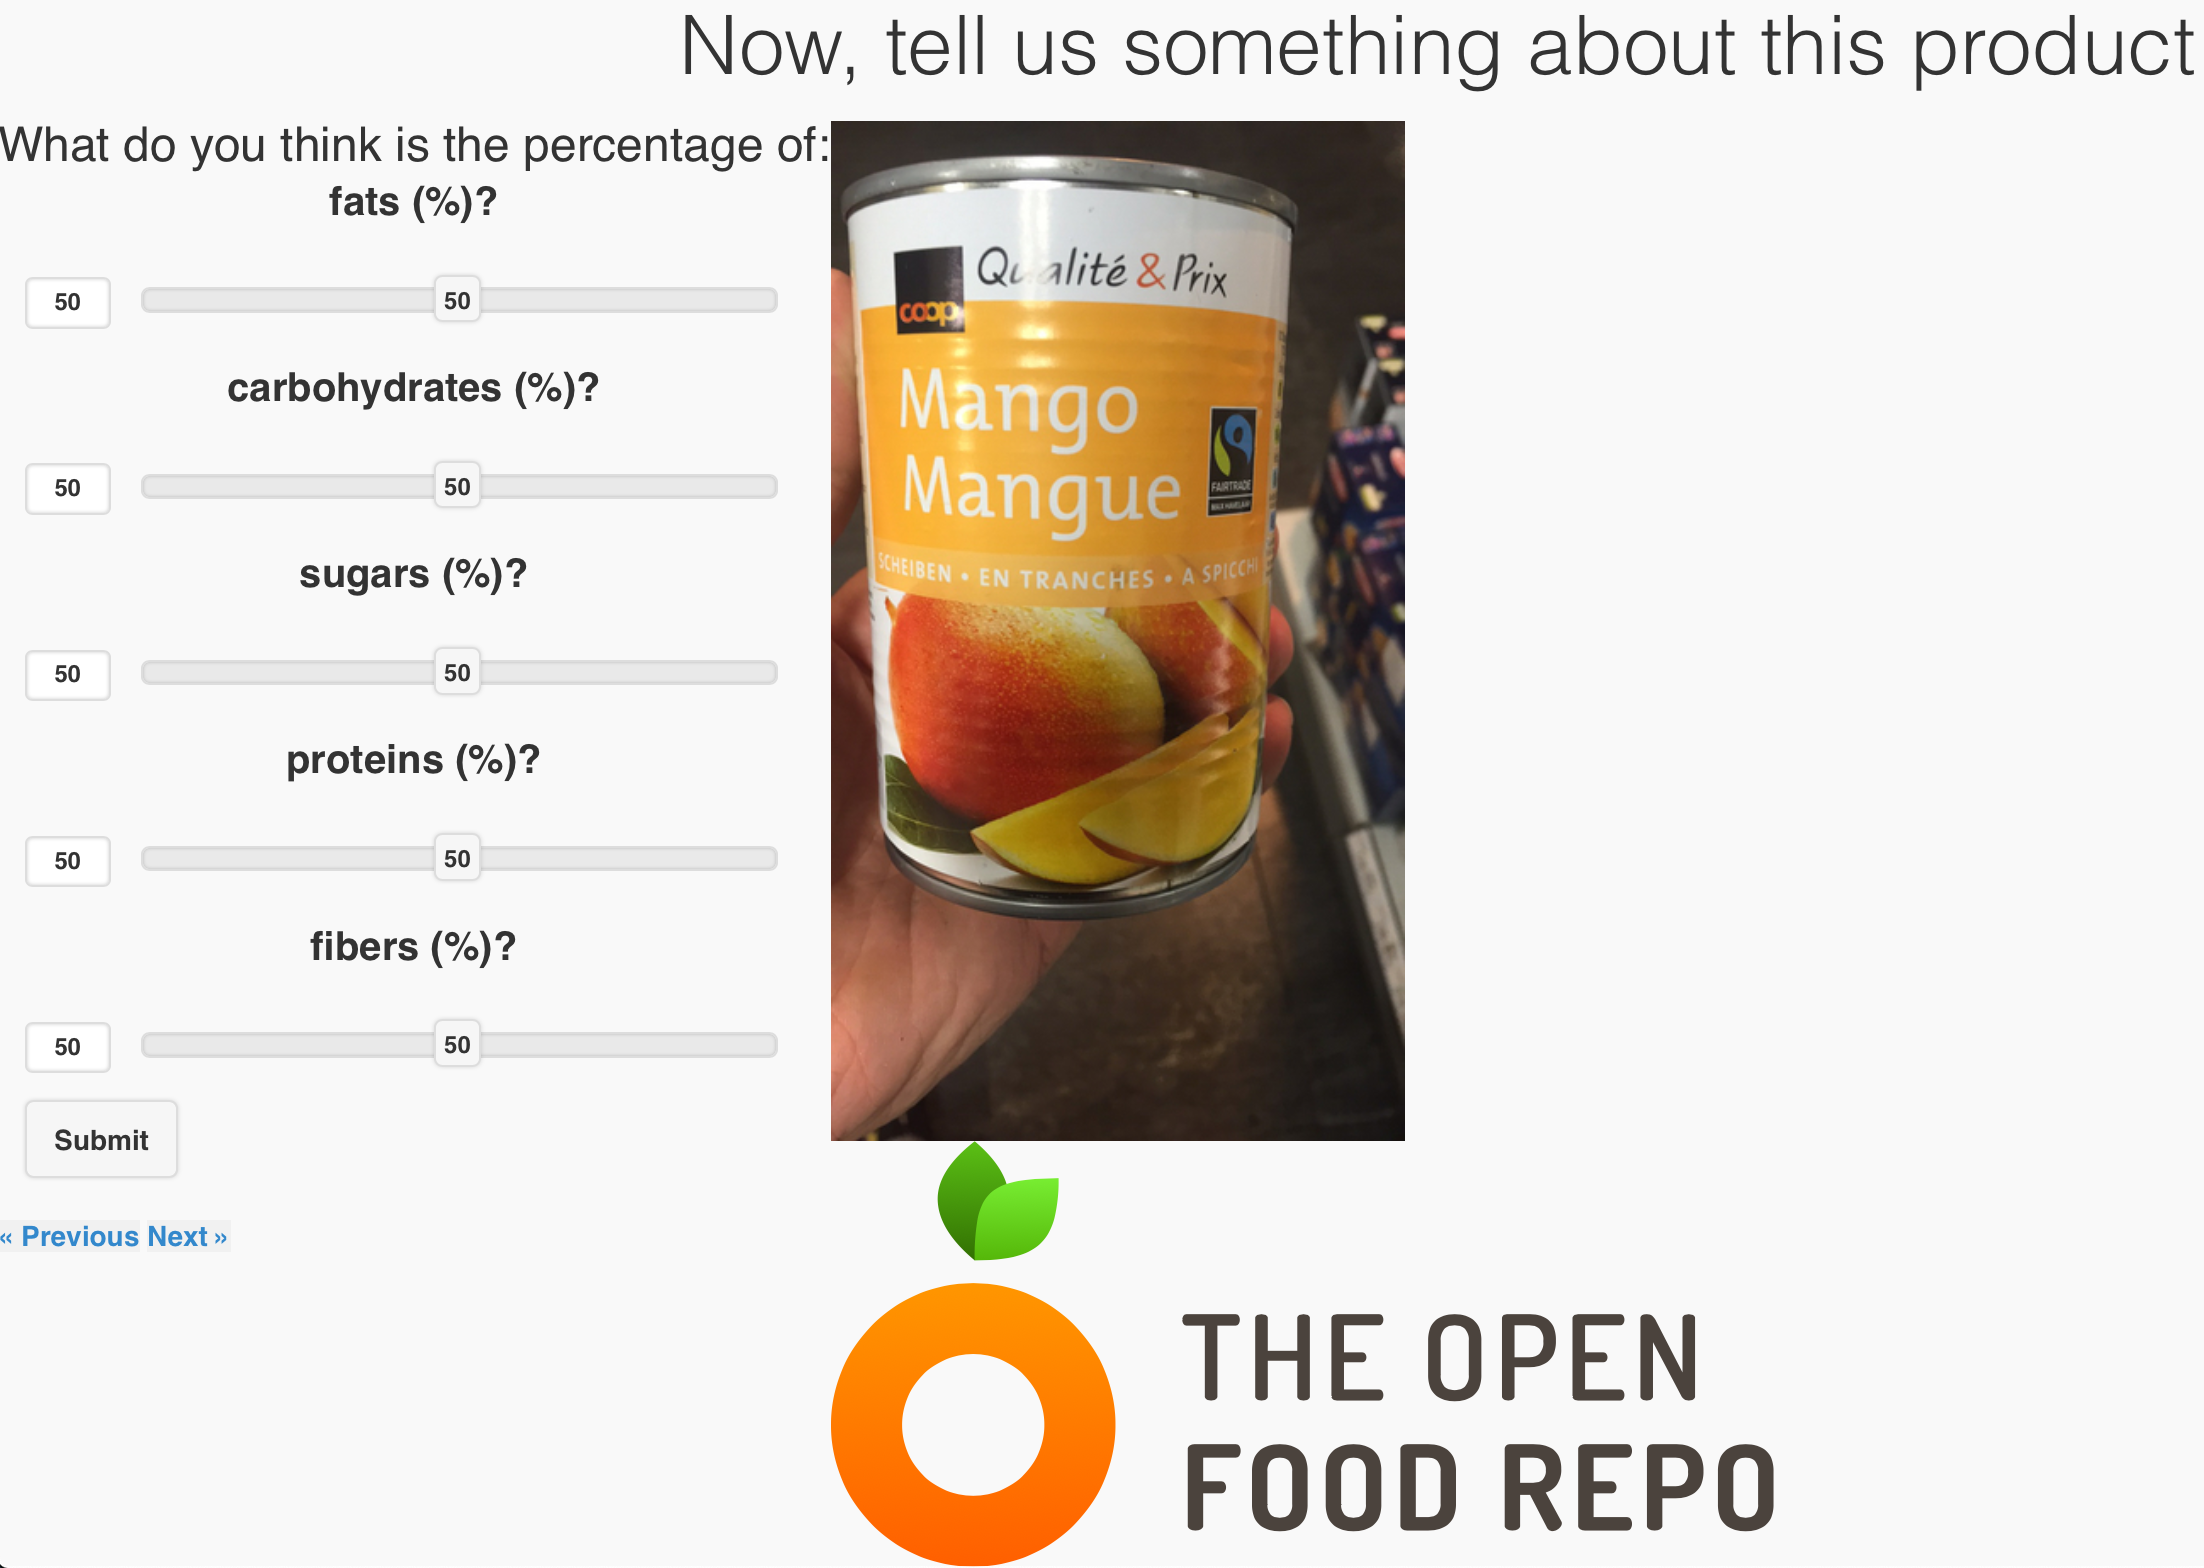 Now, tell us something about this product
What do you think is the percentage of:
fats (%)?
50
50
carbohydrates (%)?
50
50
sugars (%)?
50
50
proteins (%)?
50
50
fibers (%)?
50
50
Submit
« Previous Next »
coop
Qualité & Prix
Mango
Mangue
FAIRTRADE
MAX HAVELAAR
SCHEIBEN • EN TRANCHES • A SPICCHI
THE OPEN
FOOD REPO